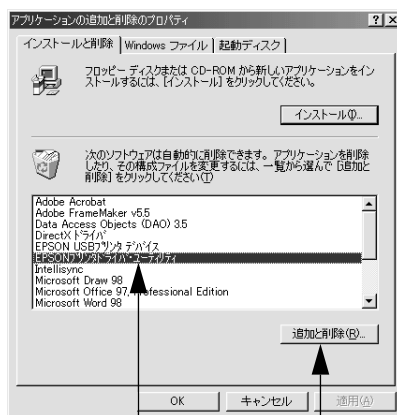 アプリケーションの追加と削除のプロパティ
インストールと削除
Windows ファイル
起動ディスク
フロッピー ディスクまたは CD-ROM から新しいアプリケーションをイン
ストールするには、[インストール] をクリックしてください。
インストール(I)...
次のソフトウェアは自動的に削除できます。アプリケーションを削除
したり、その構成ファイルを変更するには、一覧から選んで [追加と
削除] をクリックしてください(T)
Adobe Acrobat
Adobe FrameMaker v5.5
Data Access Objects (DAO) 3.5
DirectX ドライバ
EPSON USBプリンタ デバイス
EPSONプリンタドライバ・ユーティリティ
Intellisync
Microsoft Draw 98
Microsoft Office 97, Professional Edition
Microsoft Word 98
追加と削除(R)...
OK
キャンセル
適用(A)